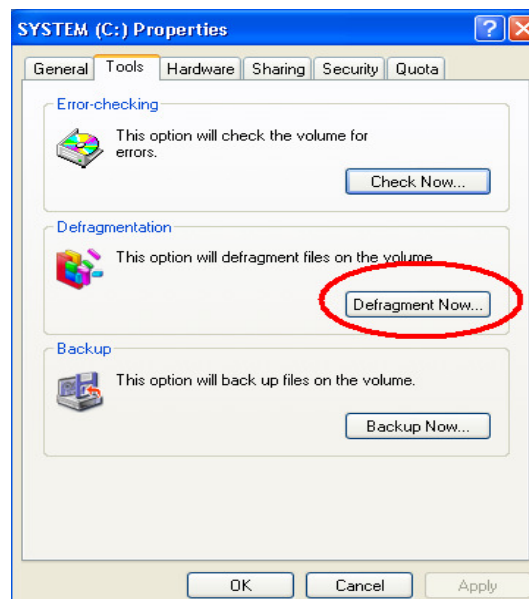 SYSTEM (C:) Properties
General Tools Hardware Sharing Security Quota
Error-checking
This option will check the volume for
errors.
Check Now...
Defragmentation
This option will defragment files on the volume.
Defragment Now...
Backup
This option will back up files on the volume.
Backup Now...
OK Cancel Apply